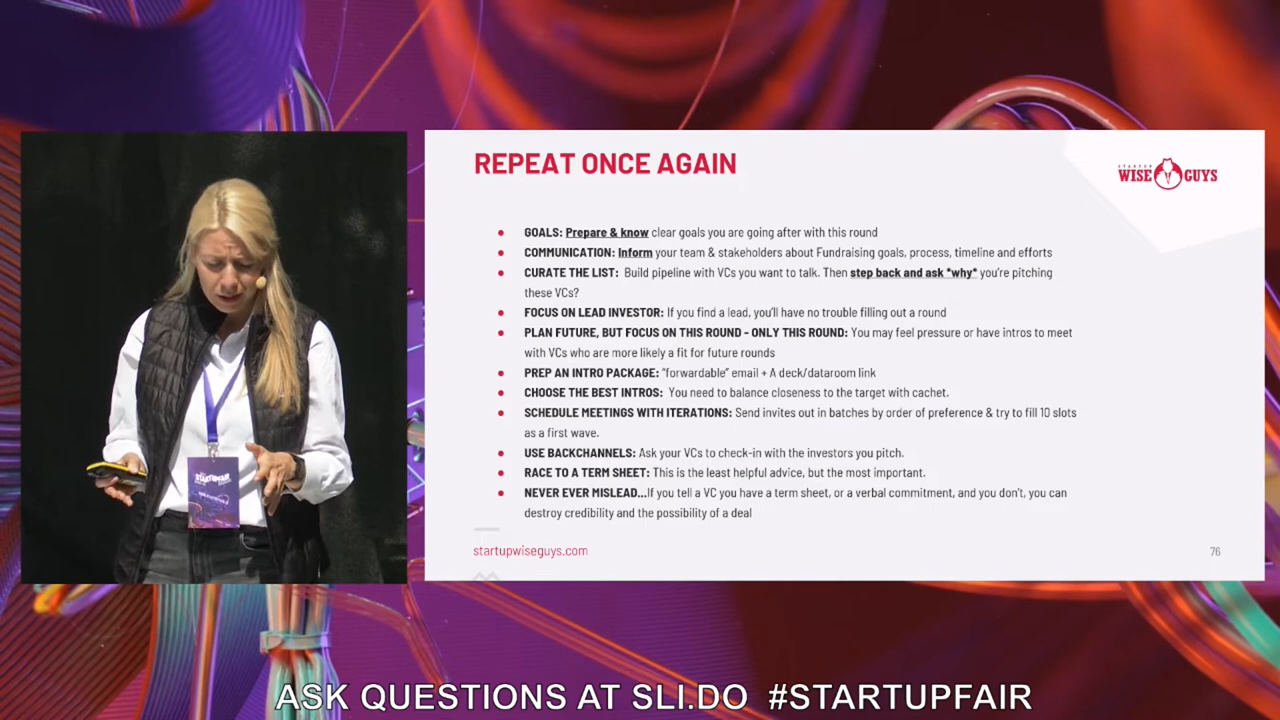 REPEAT ONCE AGAIN
STARTUP
WISE GUYS
GOALS: Prepare & know clear goals you are going after with this round
COMMUNICATION: Inform your team & stakeholders about Fundraising goals, process, timeline and efforts
CURATE THE LIST: Build pipeline with VCs you want to talk. Then step back and ask *why* you're pitching
these VCs?
FOCUS ON LEAD INVESTOR: If you find a lead, you'll have no trouble filling out a round
PLAN FUTURE, BUT FOCUS ON THIS ROUND - ONLY THIS ROUND: You may feel pressure or have intros to meet
with VCs who are more likely a fit for future rounds
PREP AN INTRO PACKAGE: "forwardable" email + A deck/dataroom link
CHOOSE THE BEST INTROS: You need to balance closeness to the target with cachet.
SCHEDULE MEETINGS WITH ITERATIONS: Send invites out in batches by order of preference & try to fill 10 slots
as a first wave.
USE BACKCHANNELS: Ask your VCs to check-in with the investors you pitch.
RACE TO A TERM SHEET: This is the least helpful advice, but the most important.
NEVER EVER MISLEAD...If you tell a VC you have a term sheet, or a verbal commitment, and you don't, you can
destroy credibility and the possibility of a deal
startupwiseguys.com
76
STARTUP FAIR
ASK QUESTIONS AT SLI.DO #STARTUPFAIR